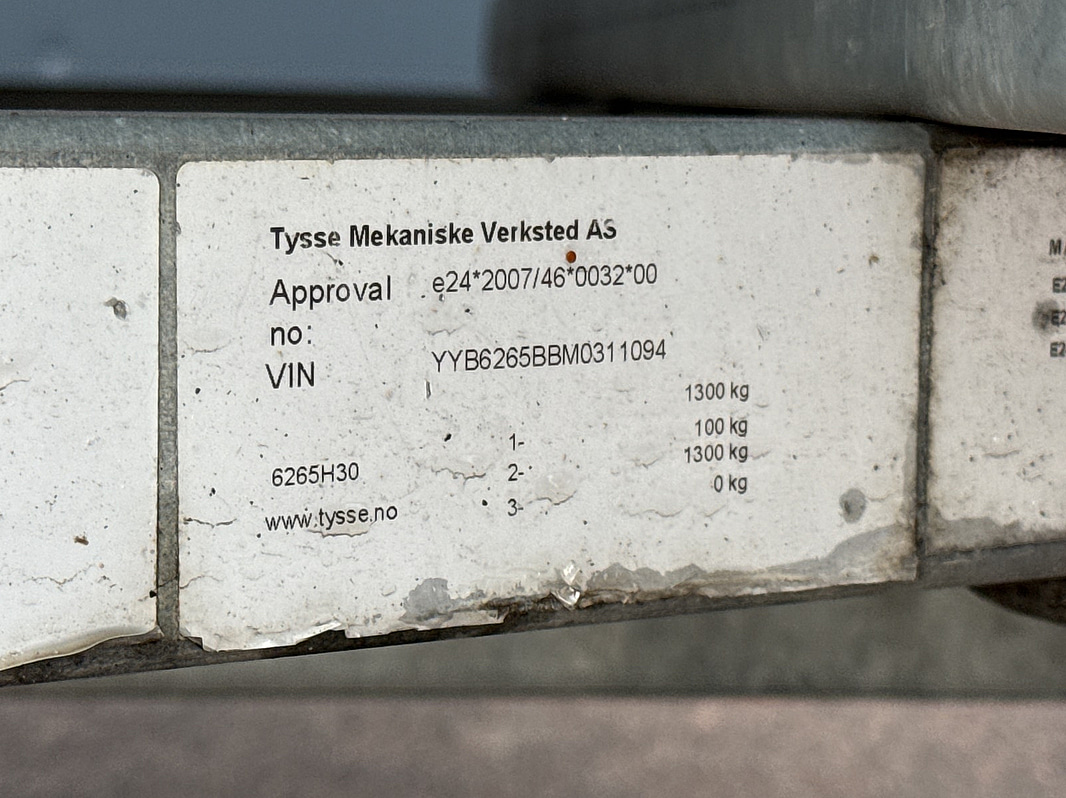 Tysse Mekaniske Verksted AS
Approval no: e24*2007/46*0032*00
VIN YYB6265BBM0311094
1300 kg
1- 100 kg
6265H30 2- 1300 kg
www.tysse.no 3- 0 kg